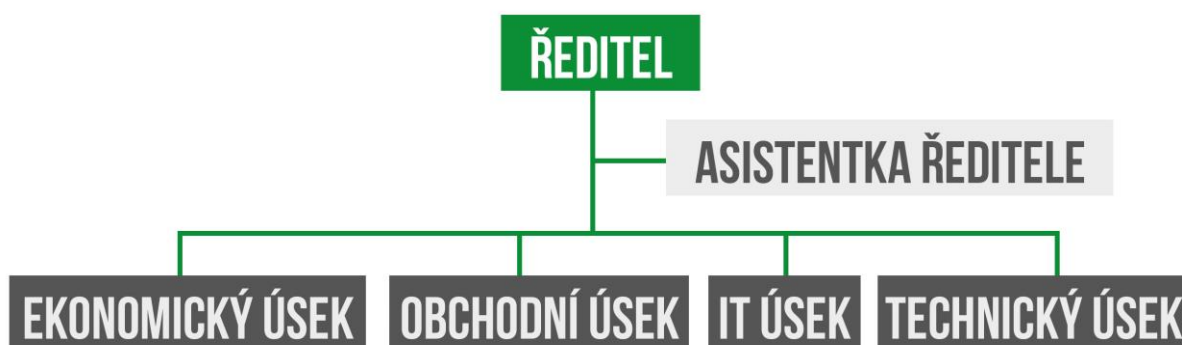 ŘEDITEL
ASISTENTKA ŘEDITELE
EKONOMICKÝ ÚSEK
OBCHODNÍ ÚSEK
IT ÚSEK
TECHNICKÝ ÚSEK